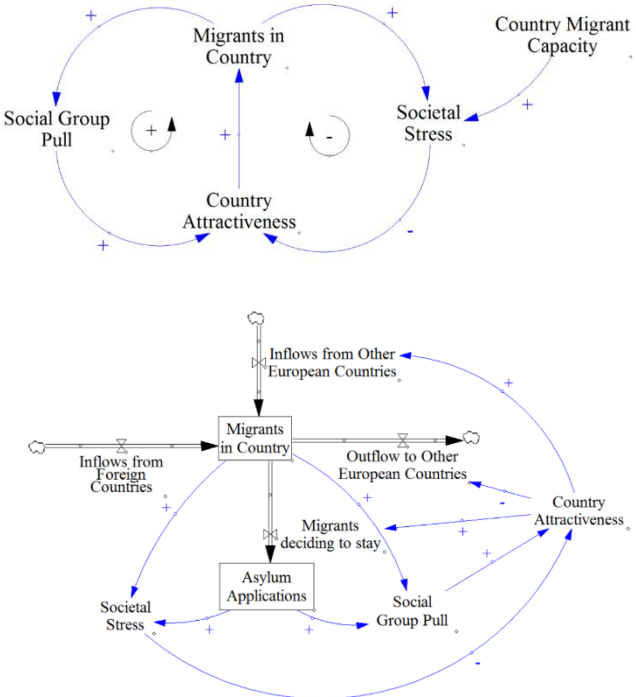 +
+
Migrants in
Country
Country Migrant
Capacity
Social Group
Pull
+
+
-
Societal
Stress
+
Country
Attractiveness
+
-
Inflows from Other
European Countries
+
Migrants
in Country
Inflows from
Foreign
Countries
Outflow to Other
European Countries
-
Country
Attractiveness
+
+
Migrants
deciding to stay
+
+
Asylum
Applications
Societal
Stress
+
+
Social
Group Pull
-